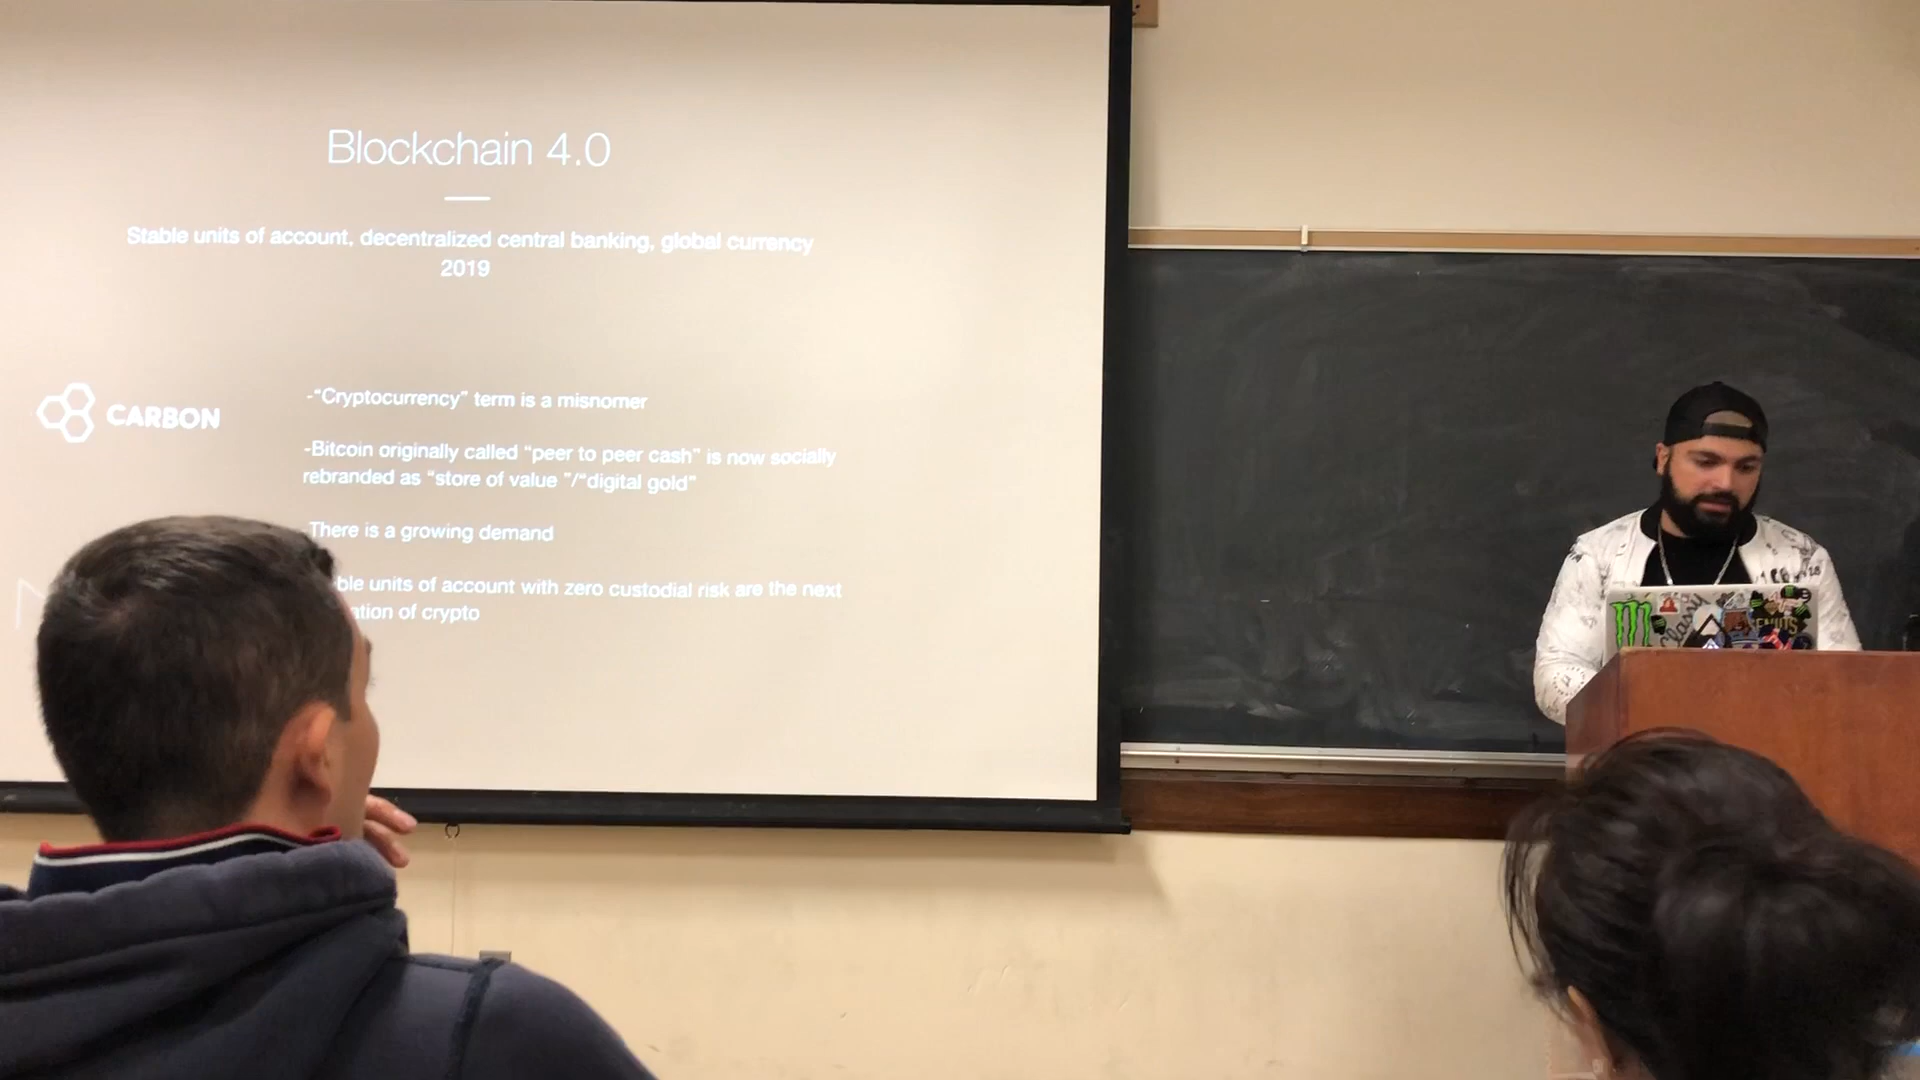 Blockchain 4.0
Stable units of account, decentralized central banking, global currency
2019
CARBON
-“Cryptocurrency” term is a misnomer
-Bitcoin originally called “peer to peer cash” is now socially
rebranded as “store of value ”/“digital gold”
There is a growing demand
ble units of account with zero custodial risk are the next
ation of crypto
Classy